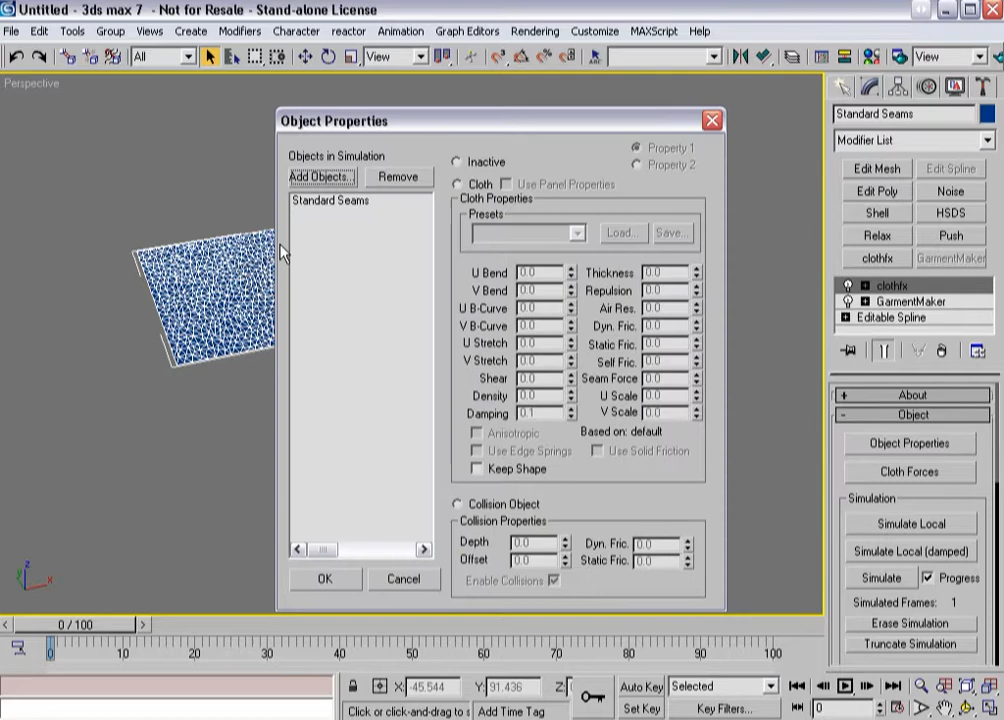 Untitled - 3ds max 7 - Not for Resale - Stand-alone License
File Edit Tools Group Views Create Modifiers Character reactor Animation Graph Editors Rendering Customize MAXScript Help
All View View
Perspective
Standard Seams
Modifier List
Edit Mesh Edit Spline
Edit Poly Noise
Shell HSDS
Relax Push
clothfx GarmentMaker
clothfx
GarmentMaker
Editable Spline
+ About
- Object
Object Properties
Cloth Forces
Simulation
Simulate Local
Simulate Local (damped)
Simulate Progress
Simulated Frames: 1
Erase Simulation
Truncate Simulation
Object Properties
Objects in Simulation
Add Objects... Remove
Standard Seams
OK Cancel
Property 1
Property 2
Inactive
Cloth Use Panel Properties
Cloth Properties
Presets
Load... Save...
U Bend 0.0 Thickness 0.0
V Bend 0.0 Repulsion 0.0
U B-Curve 0.0 Air Res. 0.0
V B-Curve 0.0 Dyn. Fric. 0.0
U Stretch 0.0 Static Fric. 0.0
V Stretch 0.0 Self Fric. 0.0
Shear 0.0 Seam Force 0.0
Density 0.0 U Scale 0.0
Damping 0.1 V Scale 0.0
Anisotropic Based on: default
Use Edge Springs Use Solid Friction
Keep Shape
Collision Object
Collision Properties
Depth 0.0 Dyn. Fric. 0.0
Offset 0.0 Static Fric. 0.0
Enable Collisions
z
x
< 0 / 100 >
0 10 20 30 40 50 60 70 80 90 100
X: -45.544 Y: 91.436 Z: Auto Key Selected 0
Click or click-and-drag to s Add Time Tag Set Key Key Filters...